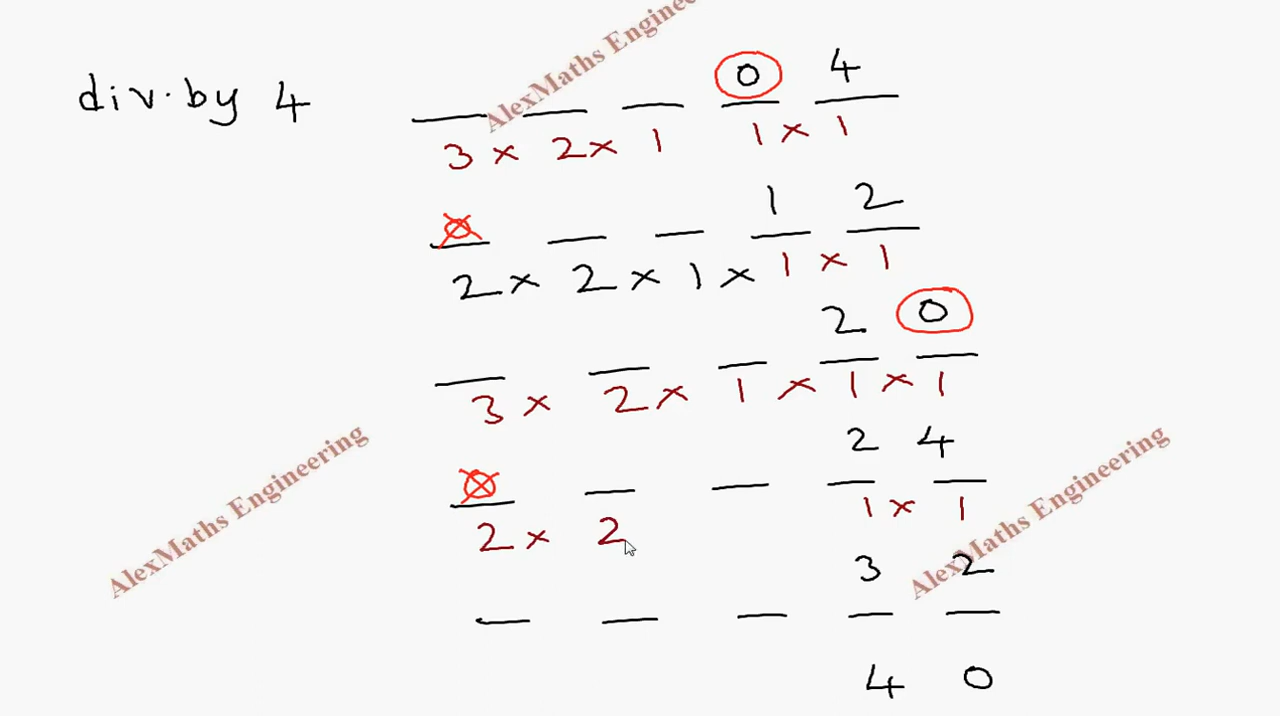 AlexMaths Engineering
div. by 4
0 4
3 × 2 × 1 1 × 1
1 2
0
2 × 2 × 1 × 1 × 1
2 0
3 × 2 × 1 × 1 × 1
2 4
0
2 × 2 1 × 1
AlexMaths Engineering
AlexMaths Engineering
3 2
4 0